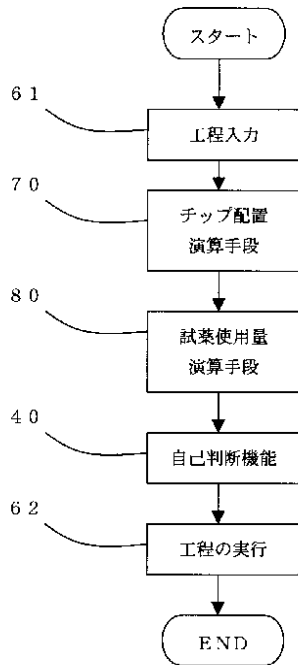 スタート
６１
工程入力
７０
チップ配置
演算手段
８０
試薬使用量
演算手段
４０
自己判断機能
６２
工程の実行
ＥＮＤ